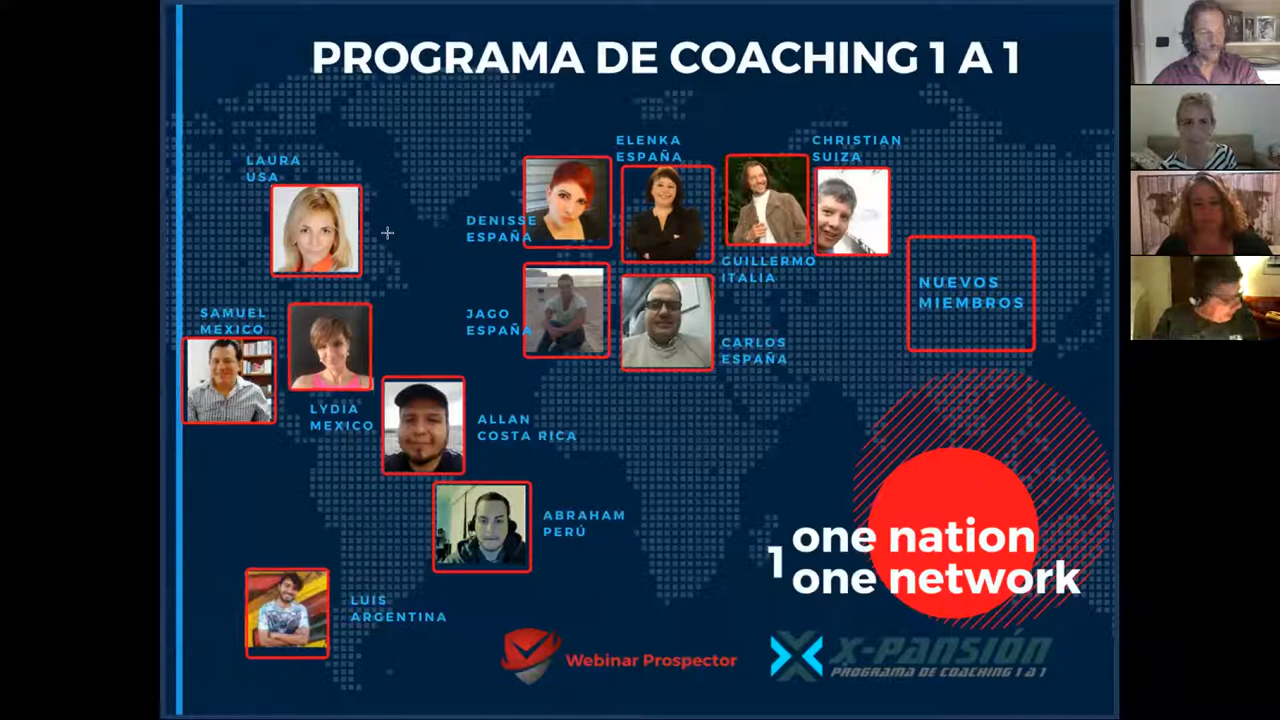 PROGRAMA DE COACHING 1 A 1
LAURA
USA
ELENKA
ESPAÑA
CHRISTIAN
SUIZA
DENISSE
ESPAÑA
GUILLERMO
ITALIA
NUEVOS
MIEMBROS
SAMUEL
MEXICO
JAGO
ESPAÑA
CARLOS
ESPAÑA
LYDIA
MEXICO
ALLAN
COSTA RICA
ABRAHAM
PERÚ
1
one nation
one network
LUIS
ARGENTINA
Webinar Prospector
X-PANSIÓN
PROGRAMA DE COACHING 1 A 1